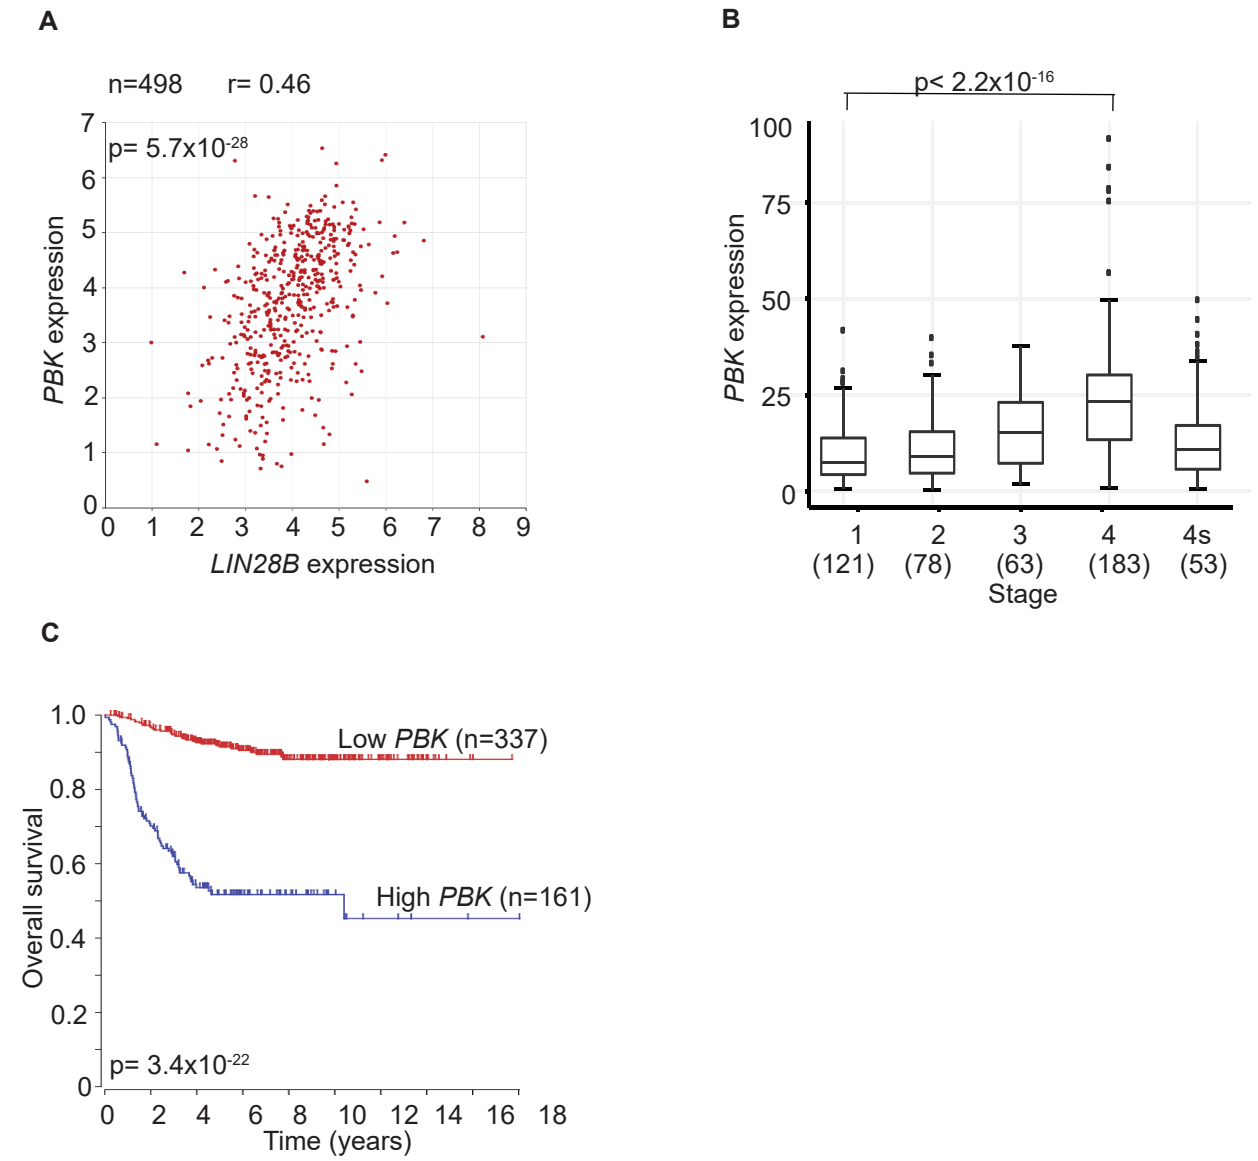 A
n=498 r= 0.46
p= 5.7x10-28
7
6
5
4
3
2
1
0
PBK expression
0 1 2 3 4 5 6 7 8 9
LIN28B expression
B
p< 2.2x10-16
100
75
50
25
0
PBK expression
1 2 3 4 4s
(121) (78) (63) (183) (53)
Stage
C
1.0
0.8
0.6
0.4
0.2
0
Overall survival
Low PBK (n=337)
High PBK (n=161)
p= 3.4x10-22
0 2 4 6 8 10 12 14 16 18
Time (years)